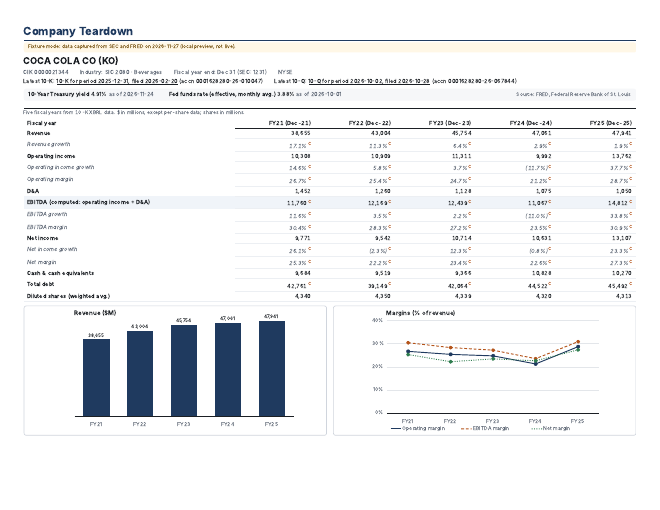 Company Teardown
Fixture mode: data captured from SEC and FRED on 2026-11-27 (local preview, not live).
COCA COLA CO (KO)
CIK 0000021344 Industry: SIC 2080 · Beverages Fiscal year end: Dec 31 (SEC: 1231) NYSE
Latest 10-K: 10-K for period 2025-12-31, filed 2026-02-20 (accn 0001628280-26-010047) Latest 10-Q: 10-Q for period 2026-10-02, filed 2026-10-28 (accn 0001628280-26-067844)
10-Year Treasury yield 4.91% as of 2026-11-24 Fed funds rate (effective, monthly avg.) 3.88% as of 2026-10-01 Source: FRED, Federal Reserve Bank of St. Louis
Five fiscal years from 10-K XBRL data. $ in millions, except per-share data; shares in millions.
Fiscal year FY21 (Dec-21) FY22 (Dec-22) FY23 (Dec-23) FY24 (Dec-24) FY25 (Dec-25)
Revenue 38,655 43,004 45,754 47,061 47,941
Revenue growth 17.1% C 11.3% C 6.4% C 2.9% C 1.9% C
Operating income 10,308 10,909 11,311 9,992 13,762
Operating income growth 14.6% C 5.8% C 3.7% C (11.7%) C 37.7% C
Operating margin 26.7% C 25.4% C 24.7% C 21.2% C 28.7% C
D&A 1,452 1,260 1,128 1,075 1,050
EBITDA (computed: operating income + D&A) 11,760 C 12,169 C 12,439 C 11,067 C 14,812 C
EBITDA growth 11.6% C 3.5% C 2.2% C (11.0%) C 33.8% C
EBITDA margin 30.4% C 28.3% C 27.2% C 23.5% C 30.9% C
Net income 9,771 9,542 10,714 10,631 13,107
Net income growth 26.1% C (2.3%) C 12.3% C (0.8%) C 23.3% C
Net margin 25.3% C 22.2% C 23.4% C 22.6% C 27.3% C
Cash & cash equivalents 9,684 9,519 9,366 10,828 10,270
Total debt 42,761 C 39,149 C 42,064 C 44,522 C 45,492 C
Diluted shares (weighted avg.) 4,340 4,350 4,339 4,320 4,313
Revenue ($M)
38,655 43,004 45,754 47,061 47,941
FY21 FY22 FY23 FY24 FY25
Margins (% of revenue)
40%
30%
20%
10%
0%
FY21 FY22 FY23 FY24 FY25
Operating margin EBITDA margin Net margin